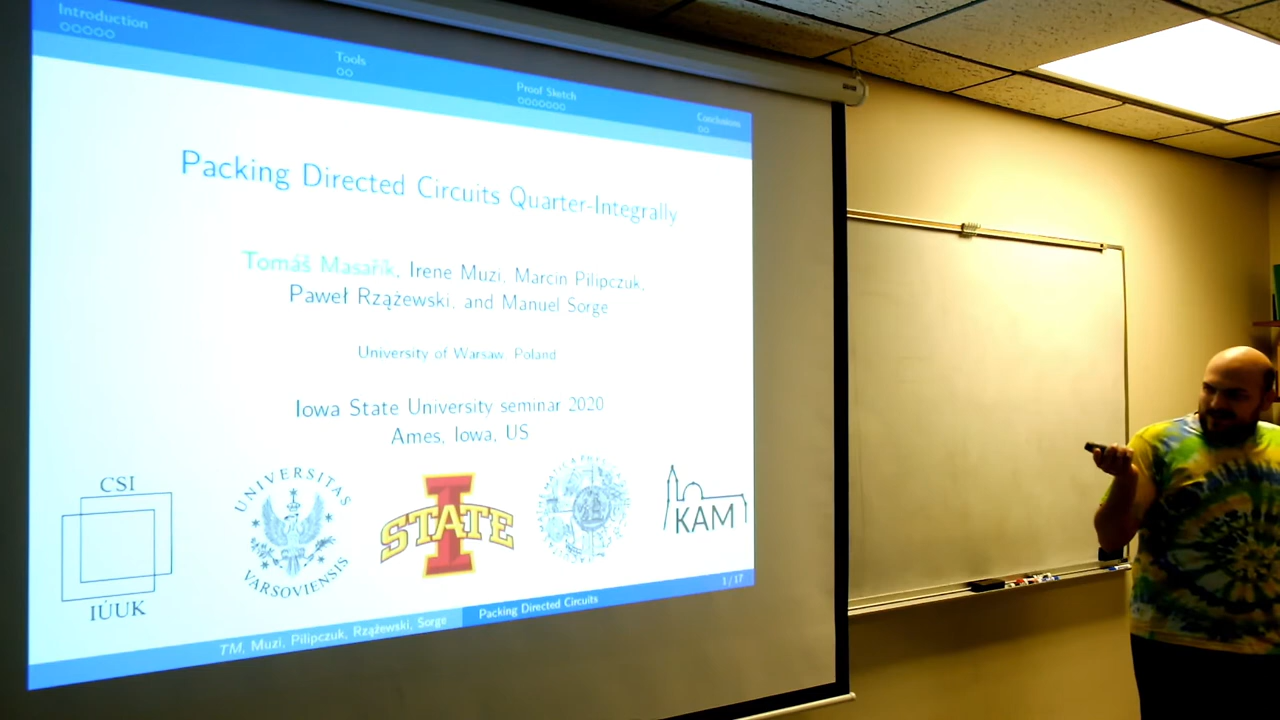 Introduction
Tools
Proof Sketch
Conclusions
Packing Directed Circuits Quarter-Integrally
Tomáš Masařík, Irene Muzi, Marcin Pilipczuk,
Paweł Rzążewski, and Manuel Sorge
University of Warsaw, Poland
Iowa State University seminar 2020
Ames, Iowa, US
CSI
IÚUK
UNIVERSITAS
VARSOVIENSIS
I
STATE
KAM
1 / 17
TM, Muzi, Pilipczuk, Rzążewski, Sorge
Packing Directed Circuits